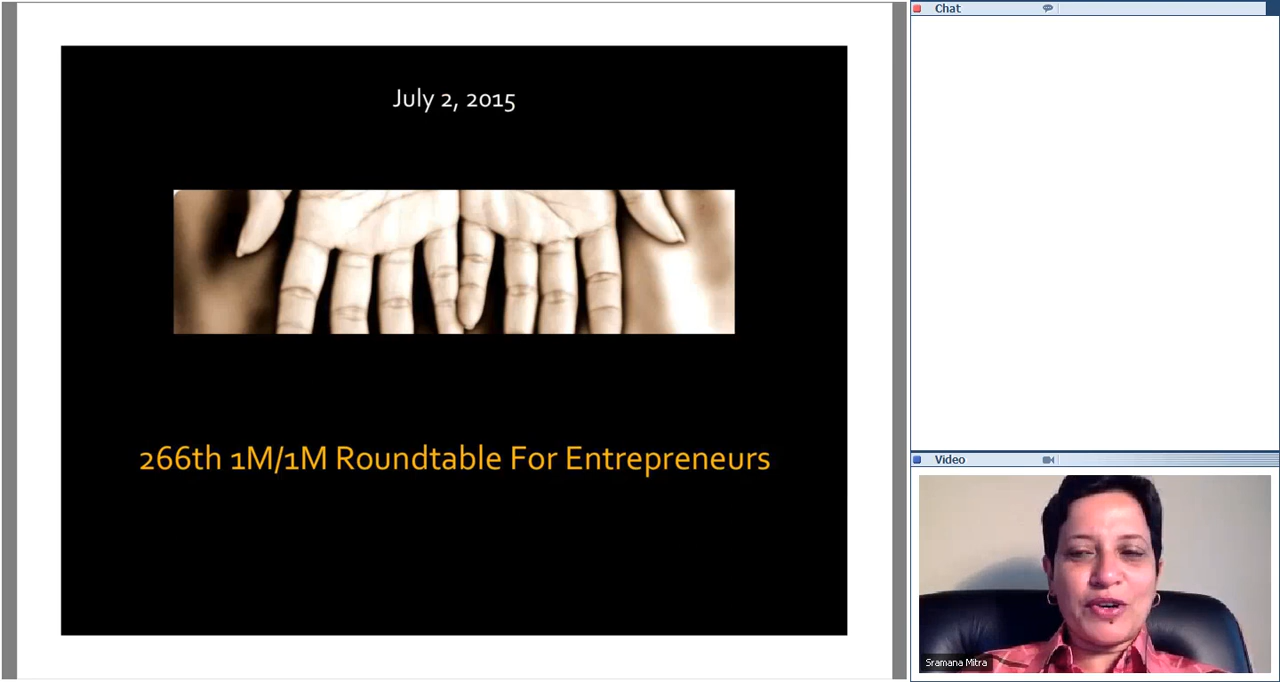 July 2, 2015
266th 1M/1M Roundtable For Entrepreneurs
Chat
Video
Sramana Mitra